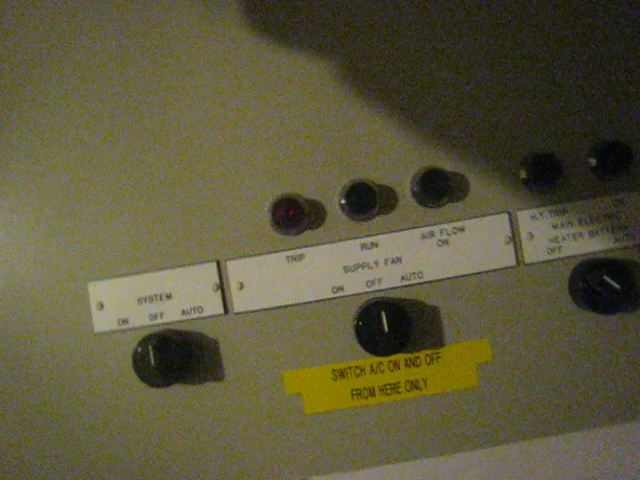 SYSTEM
ON OFF AUTO
TRIP RUN AIR FLOW
ON
SUPPLY FAN
ON OFF AUTO
H.T. TRIP
MAIN ELECTRIC
HEATER BATTERY
OFF
SWITCH A/C ON AND OFF
FROM HERE ONLY